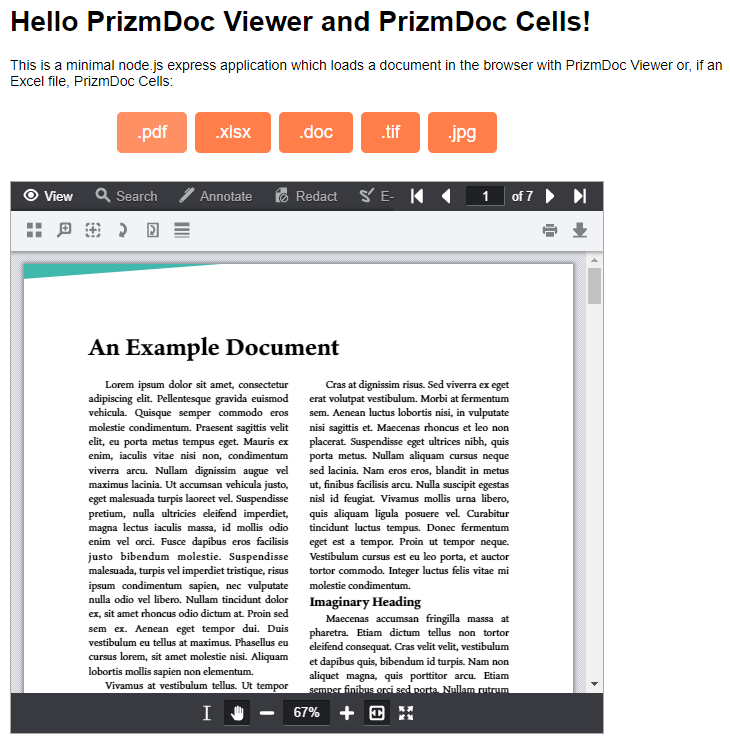 Hello PrizmDoc Viewer and PrizmDoc Cells!
This is a minimal node.js express application which loads a document in the browser with PrizmDoc Viewer or, if an
Excel file, PrizmDoc Cells:
.pdf .xlsx .doc .tif .jpg
View Search Annotate Redact E- 1 of 7
An Example Document
Lorem ipsum dolor sit amet, consectetur
adipiscing elit. Pellentesque gravida euismod
vehicula. Quisque semper commodo eros
molestie condimentum. Praesent sagittis velit
elit, eu porta metus tempus eget. Mauris ex
enim, iaculis vitae nisi non, condimentum
viverra arcu. Nullam dignissim augue vel
maximus lacinia. Ut accumsan vehicula justo,
eget malesuada turpis laoreet vel. Suspendisse
pretium, nulla ultricies eleifend imperdiet,
magna lectus iaculis massa, id mollis odio
enim vel orci. Fusce dapibus eros facilisis
justo bibendum molestie. Suspendisse
malesuada, turpis vel imperdiet tristique, risus
ipsum condimentum sapien, nec vulputate
nulla odio vel libero. Nullam tincidunt dolor
ex, sit amet rhoncus odio dictum at. Proin sed
sem ex. Aenean eget tempor dui. Duis
vestibulum eu tellus at maximus. Phasellus eu
cursus lorem, sit amet molestie nisi. Aliquam
lobortis mollis sapien non elementum.
Vivamus at vestibulum tellus. Ut tempor
Cras at dignissim risus. Sed viverra ex eget
erat volutpat vestibulum. Morbi at fermentum
sem. Aenean luctus lobortis nisi, in vulputate
nisi sagittis et. Maecenas rhoncus et leo non
placerat. Suspendisse eget ultrices nibh, quis
porta metus. Nullam aliquam cursus neque
sed lacinia. Nam eros eros, blandit in metus
ut, finibus facilisis arcu. Nulla suscipit egestas
nisl id feugiat. Vivamus mollis urna libero,
quis aliquam ligula posuere vel. Curabitur
tincidunt luctus tempus. Donec fermentum
eget est a tempor. Proin ut tempor neque.
Vestibulum cursus est eu leo porta, et auctor
tortor commodo. Integer luctus felis vitae mi
molestie condimentum.
Imaginary Heading
Maecenas accumsan fringilla massa at
pharetra. Etiam dictum tellus non tortor
eleifend consequat. Cras velit velit, vestibulum
et dapibus quis, bibendum id turpis. Nam non
aliquet magna, quis porttitor arcu. Etiam
semper finibus orci sed porta. Nullam rutrum
67%